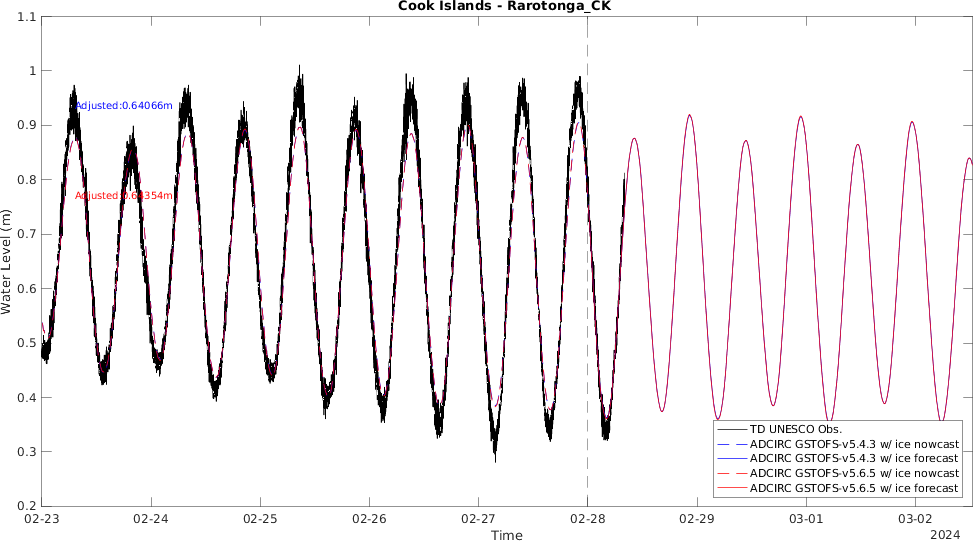 Cook Islands - Rarotonga_CK
1.1
1
0.9
0.8
0.7
0.6
0.5
0.4
0.3
0.2
Water Level (m)
Adjusted:0.64066m
TD UNESCO Obs.
ADCIRC GSTOFS-v5.4.3 w/ ice nowcast
ADCIRC GSTOFS-v5.4.3 w/ ice forecast
ADCIRC GSTOFS-v5.6.5 w/ ice nowcast
ADCIRC GSTOFS-v5.6.5 w/ ice forecast
02-23 02-24 02-25 02-26 02-27 02-28 02-29 03-01 03-02
Time
2024